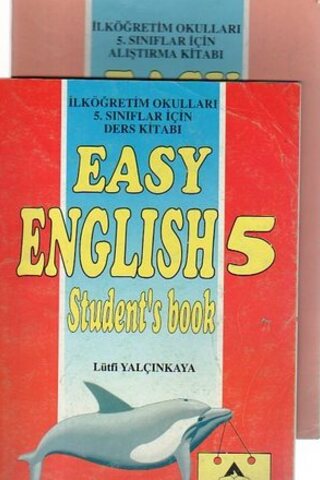 İLKÖĞRETİM OKULLARI
5. SINIFLAR İÇİN
ALIŞTIRMA KİTABI
EASY
İLKÖĞRETİM OKULLARI
5. SINIFLAR İÇİN
DERS KİTABI
EASY
ENGLISH 5
Student's book
Lütfi YALÇINKAYA